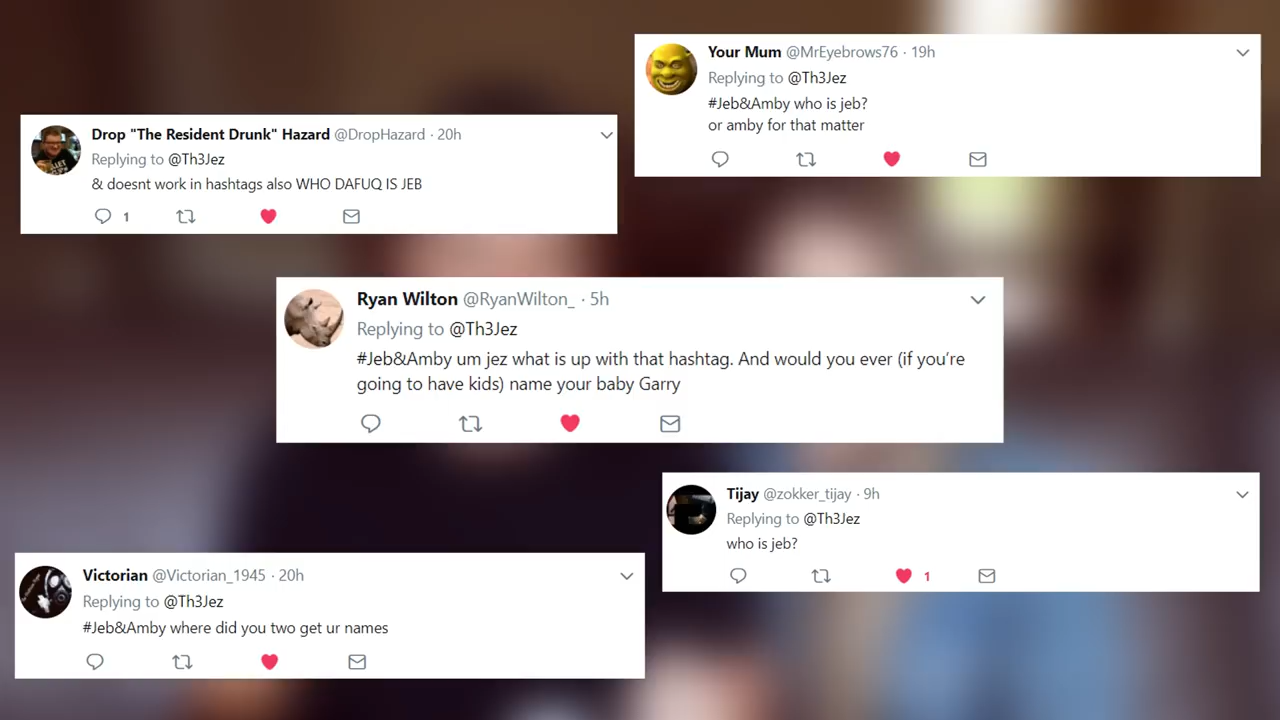 Your Mum @MrEyebrows76 · 19h
Replying to @Th3Jez
#Jeb&Amby who is jeb?
or amby for that matter
Drop "The Resident Drunk" Hazard @DropHazard · 20h
Replying to @Th3Jez
& doesnt work in hashtags also WHO DAFUQ IS JEB
1
Ryan Wilton @RyanWilton_ · 5h
Replying to @Th3Jez
#Jeb&Amby um jez what is up with that hashtag. And would you ever (if you’re
going to have kids) name your baby Garry
Tijay @zokker_tijay · 9h
Replying to @Th3Jez
who is jeb?
1
Victorian @Victorian_1945 · 20h
Replying to @Th3Jez
#Jeb&Amby where did you two get ur names